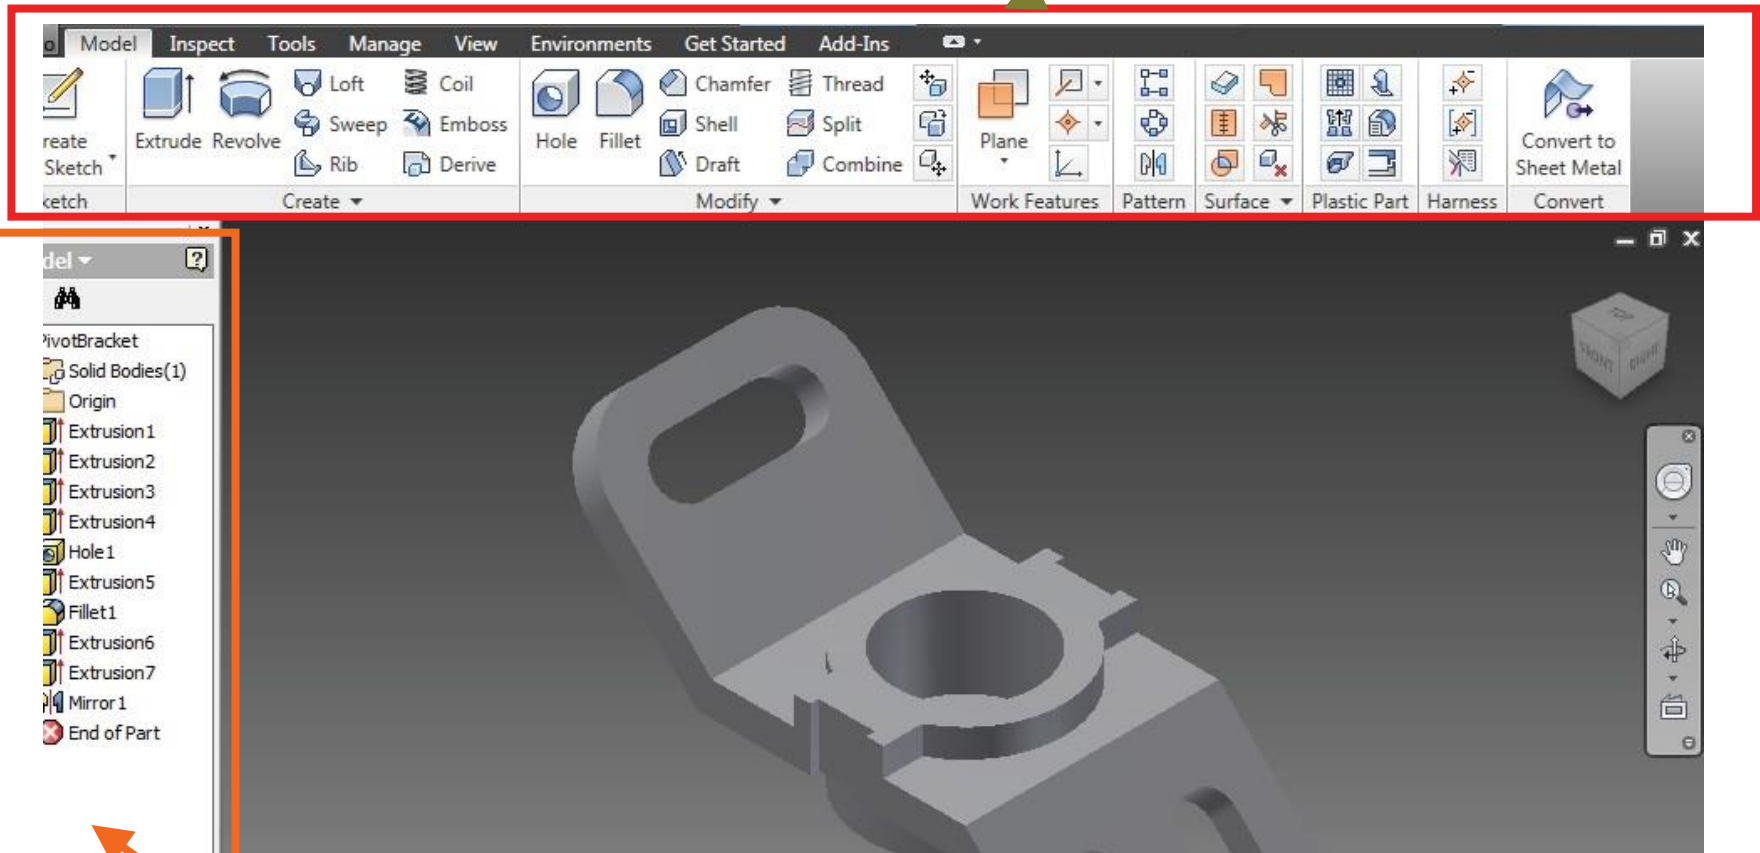 o Model Inspect Tools Manage View Environments Get Started Add-Ins
Loft Coil Chamfer Thread
Sweep Emboss Shell Split
reate Extrude Revolve Hole Fillet Plane Convert to
Sketch Rib Derive Draft Combine Sheet Metal
ketch Create Modify Work Features Pattern Surface Plastic Part Harness Convert
del
PivotBracket
Solid Bodies(1)
Origin
Extrusion1
Extrusion2
Extrusion3
Extrusion4
Hole1
Extrusion5
Fillet1
Extrusion6
Extrusion7
Mirror1
End of Part
TOP
FRONT RIGHT